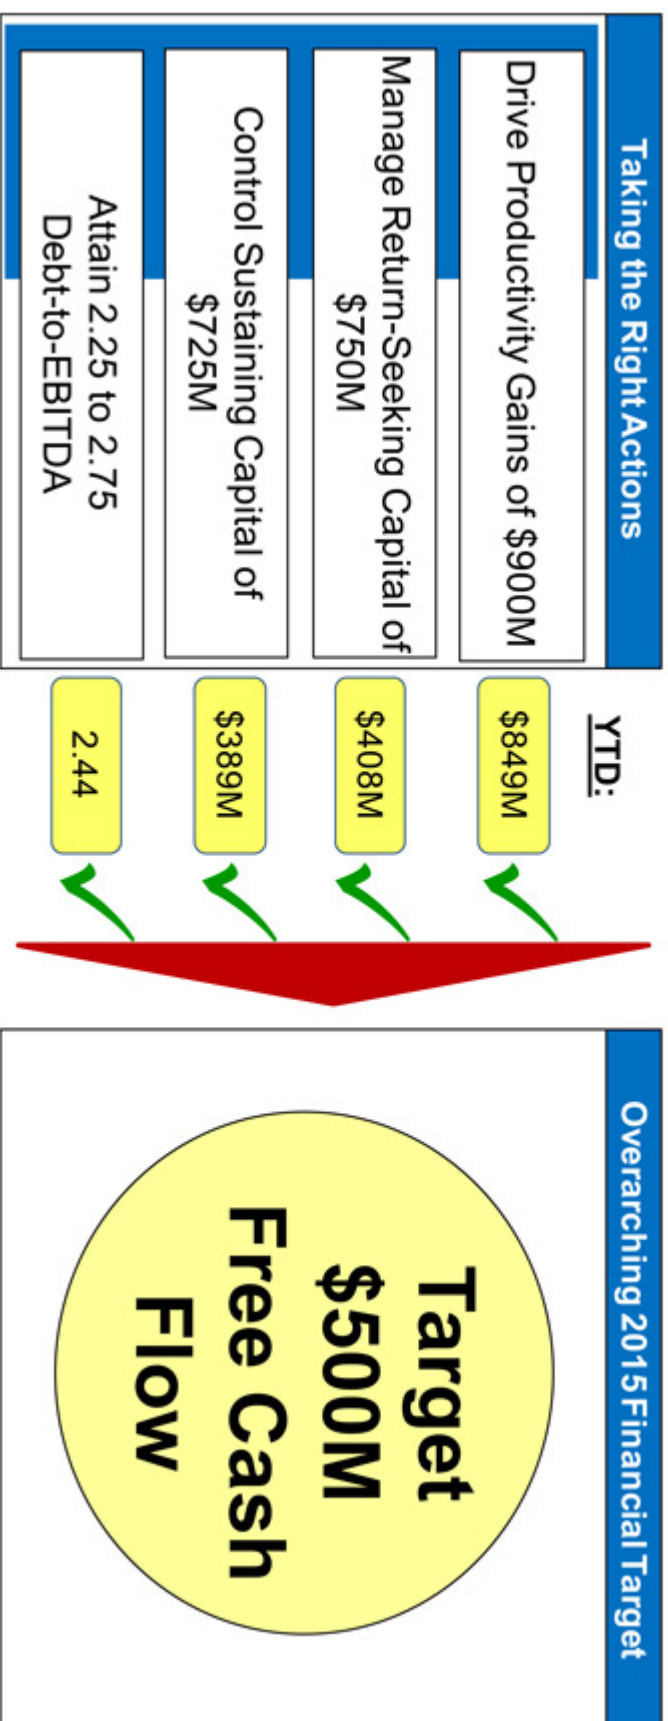 Taking the Right Actions
Drive Productivity Gains of $900M
Manage Return-Seeking Capital of
$750M
Control Sustaining Capital of
$725M
Attain 2.25 to 2.75
Debt-to-EBITDA
YTD:
$849M
$408M
$389M
2.44
Overarching 2015 Financial Target
Target
$500M
Free Cash
Flow